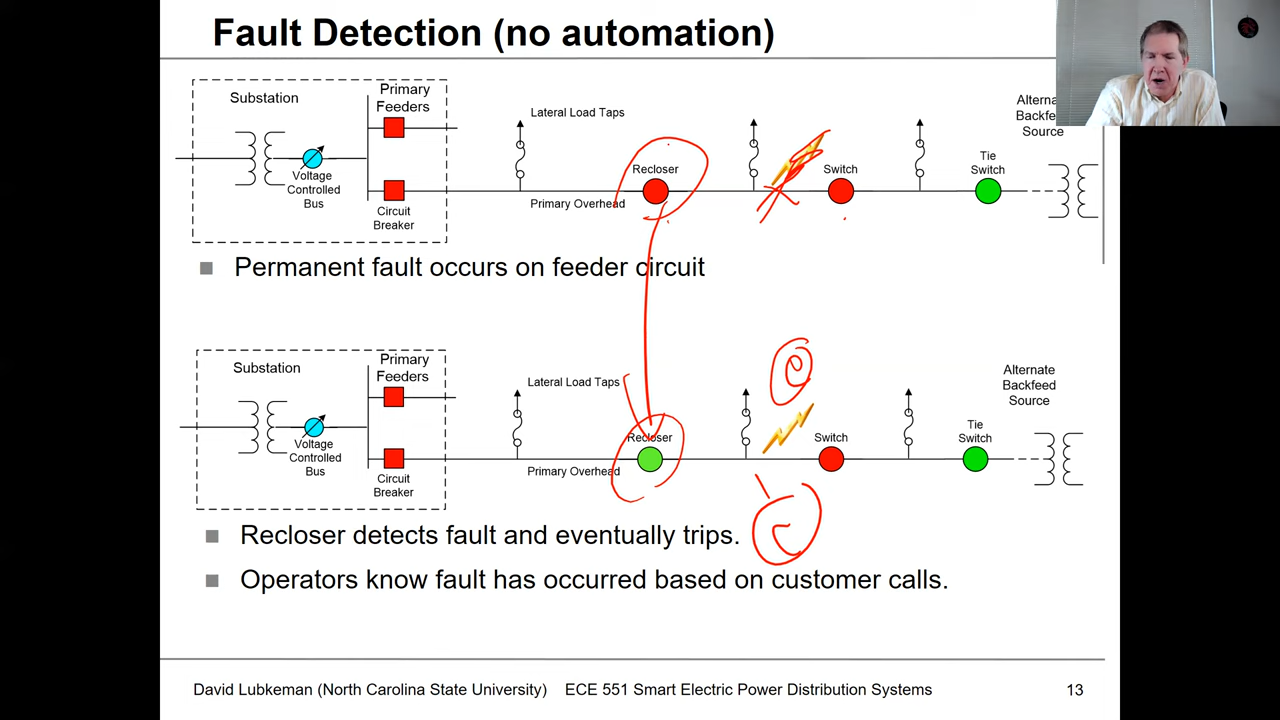 Fault Detection (no automation)
Substation
Primary
Feeders
Lateral Load Taps
Voltage
Controlled
Bus
Circuit
Breaker
Primary Overhead
Recloser
Switch
Tie
Switch
Backfe
Source
Permanent fault occurs on feeder circuit
Substation
Primary
Feeders
Lateral Load Taps
Voltage
Controlled
Bus
Circuit
Breaker
Primary Overhead
Recloser
Switch
Tie
Switch
Alternate
Backfeed
Source
Recloser detects fault and eventually trips.
Operators know fault has occurred based on customer calls.
David Lubkeman (North Carolina State University) ECE 551 Smart Electric Power Distribution Systems 13